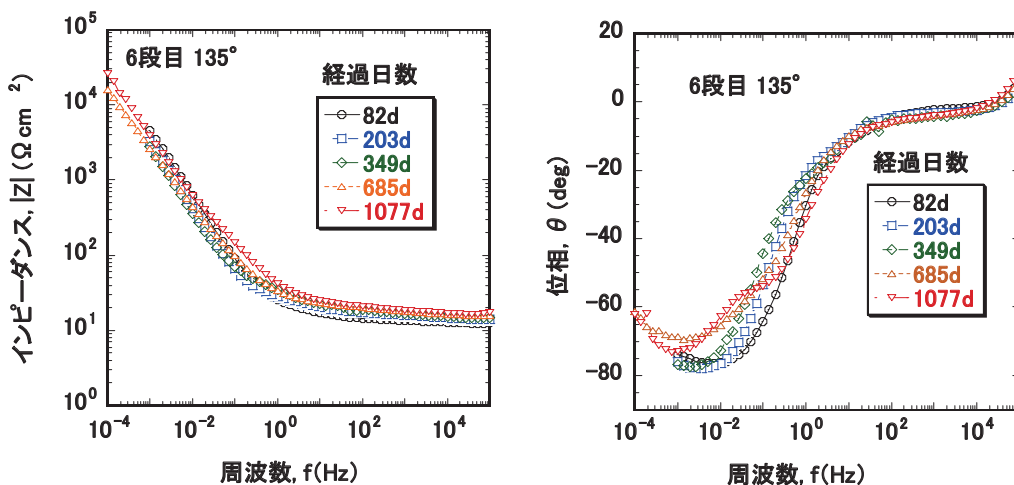 10^5
10^4
10^3
10^2
10^1
10^0
インピーダンス, |Z| (Ω cm ^2)
6段目 135°
経過日数
82d
203d
349d
685d
1077d
10^-4
10^-2
10^0
10^2
10^4
周波数, f(Hz)
20
0
-20
-40
-60
-80
位相, θ (deg)
6段目 135°
経過日数
82d
203d
349d
685d
1077d
10^-4
10^-2
10^0
10^2
10^4
周波数, f(Hz)